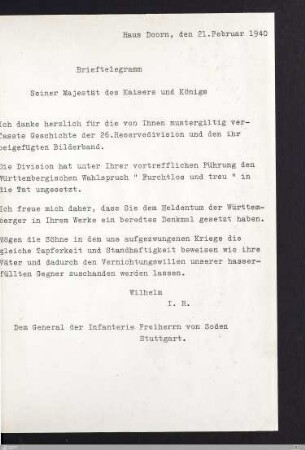 Haus Doorn, den 21.Februar 1940
Brieftelegramm
Seiner Majestät des Kaisers und Königs
Ich danke herzlich für die von Ihnen mustergiltig ver-
fasste Geschichte der 26.Reservedivision und dem ihr
beigefügten Bilderband.
Die Division hat unter Ihrer vortrefflichen Führung den
Württembergischen Wahlspruch " Furchtlos und treu " in
die Tat umgesetzt.
Ich freue mich daher, dass Sie dem Heldentum der Württem-
berger in Ihrem Werke ein beredtes Denkmal gesetzt haben.
Mögen die Söhne in dem uns aufgezwungenen Kriege die
gleiche Tapferkeit und Standhaftigkeit beweisen wie ihre
Väter und dadurch den Vernichtungswillen unserer hasser-
füllten Gegner zuschanden werden lassen.
Wilhelm
I. R.
Dem General der Infanterie Freiherrn von Soden
Stuttgart.